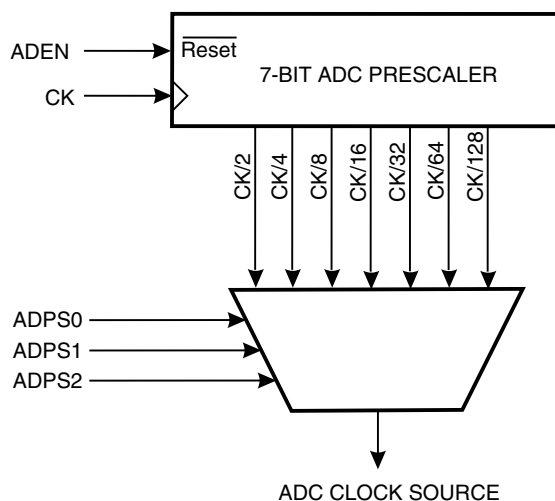 ADEN
Reset
7-BIT ADC PRESCALER
CK
CK/2
CK/4
CK/8
CK/16
CK/32
CK/64
CK/128
ADPS0
ADPS1
ADPS2
ADC CLOCK SOURCE